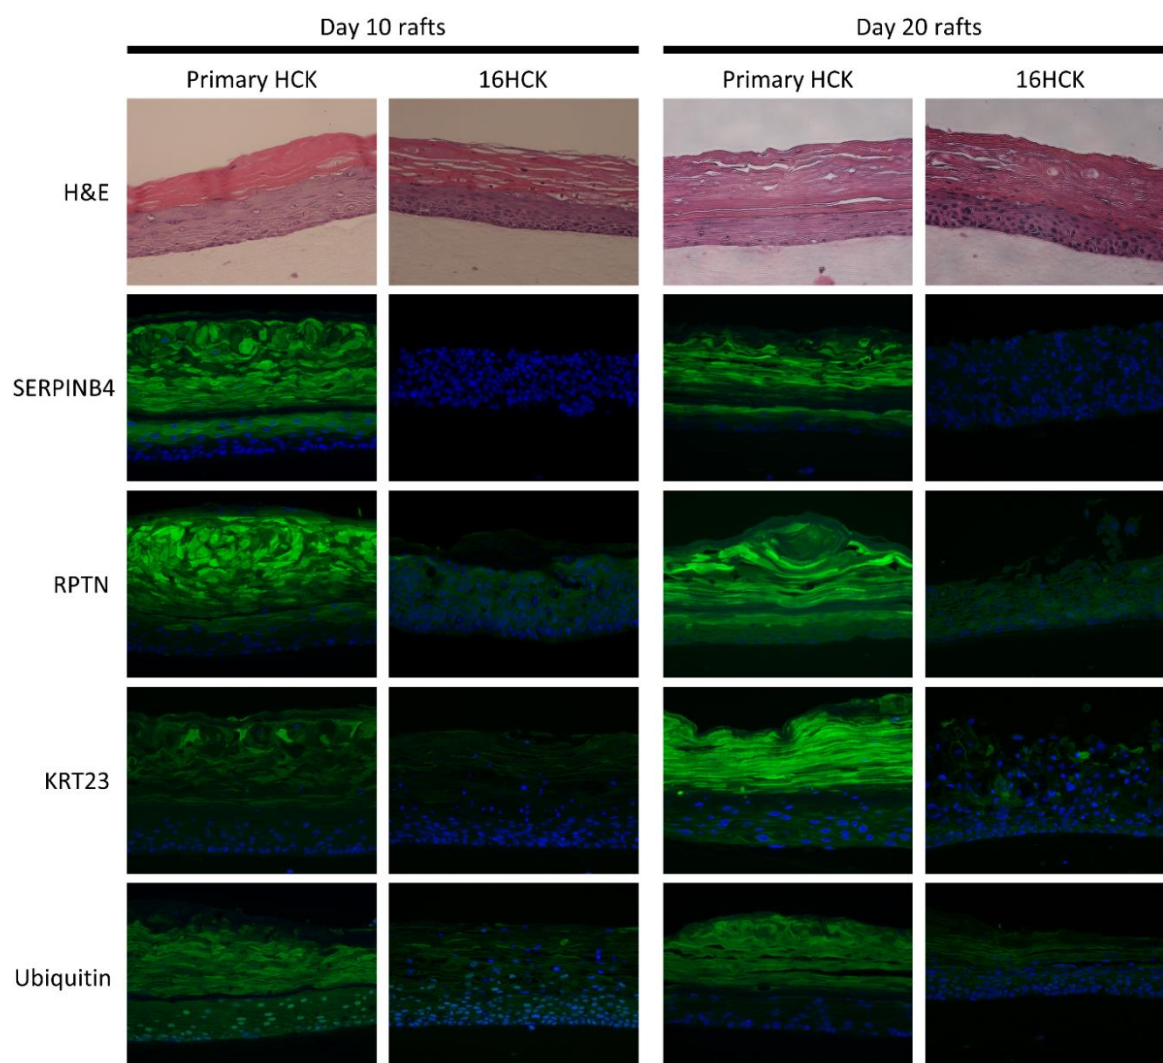 Day 10 rafts
Day 20 rafts
Primary HCK
16HCK
Primary HCK
16HCK
H&E
SERPINB4
RPTN
KRT23
Ubiquitin